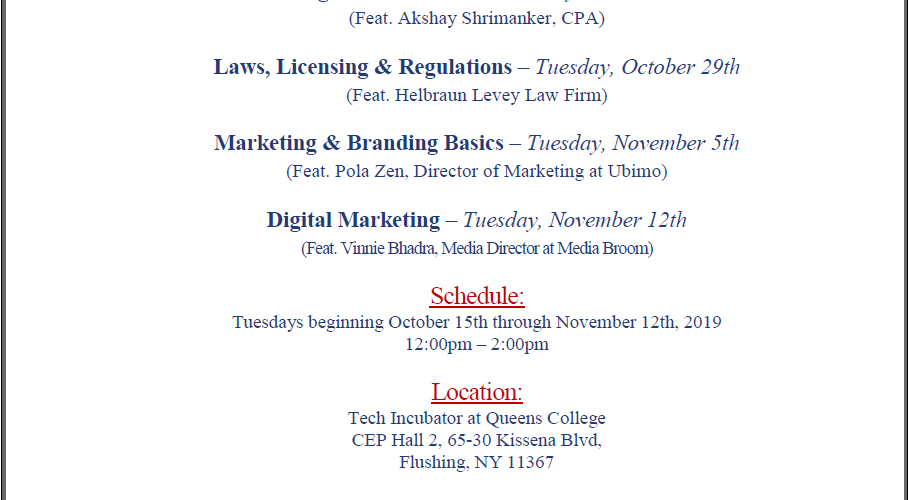 (Feat. Akshay Shrimanker, CPA)
Laws, Licensing & Regulations – Tuesday, October 29th
(Feat. Helbraun Levey Law Firm)
Marketing & Branding Basics – Tuesday, November 5th
(Feat. Pola Zen, Director of Marketing at Ubimo)
Digital Marketing – Tuesday, November 12th
(Feat. Vinnie Bhadra, Media Director at Media Broom)
Schedule:
Tuesdays beginning October 15th through November 12th, 2019
12:00pm – 2:00pm
Location:
Tech Incubator at Queens College
CEP Hall 2, 65-30 Kissena Blvd,
Flushing, NY 11367